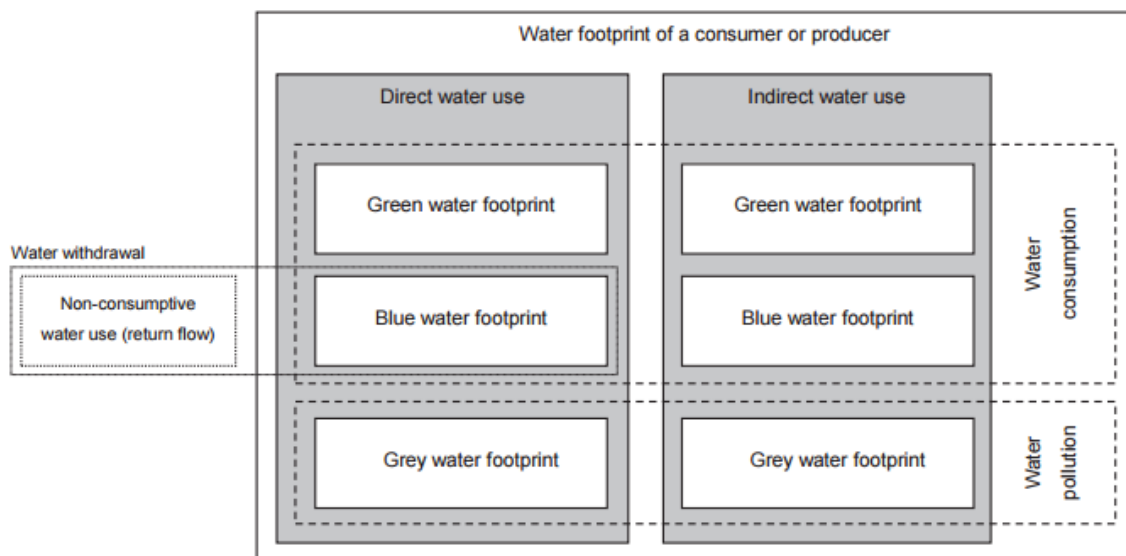 Water footprint of a consumer or producer
Direct water use
Indirect water use
Green water footprint
Green water footprint
Water withdrawal
Non-consumptive
water use (return flow)
Blue water footprint
Blue water footprint
Water
consumption
Grey water footprint
Grey water footprint
Water
pollution